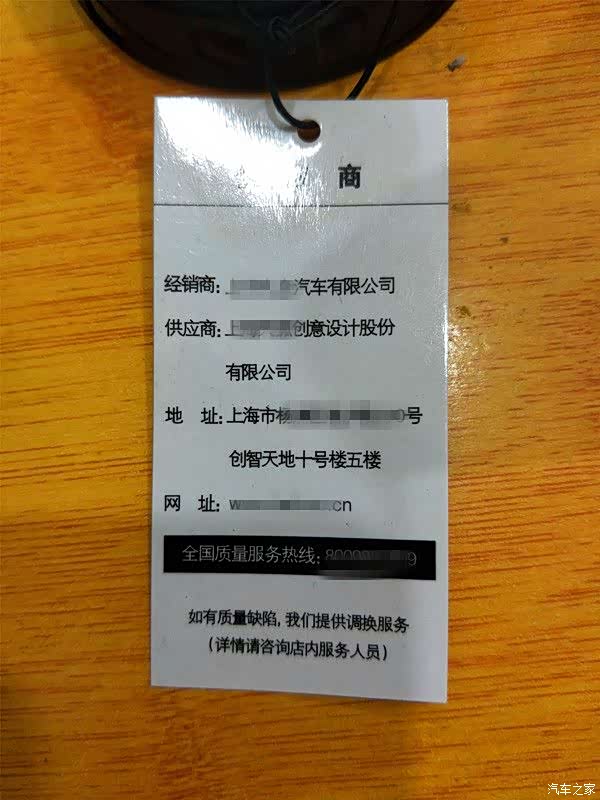 商
经销商: 汽车有限公司
供应商: 创意设计股份
有限公司
地 址: 上海市 号
创智天地十号楼五楼
网 址: w .cn
全国质量服务热线: 800 9
如有质量缺陷, 我们提供调换服务
(详情请咨询店内服务人员)
汽车之家